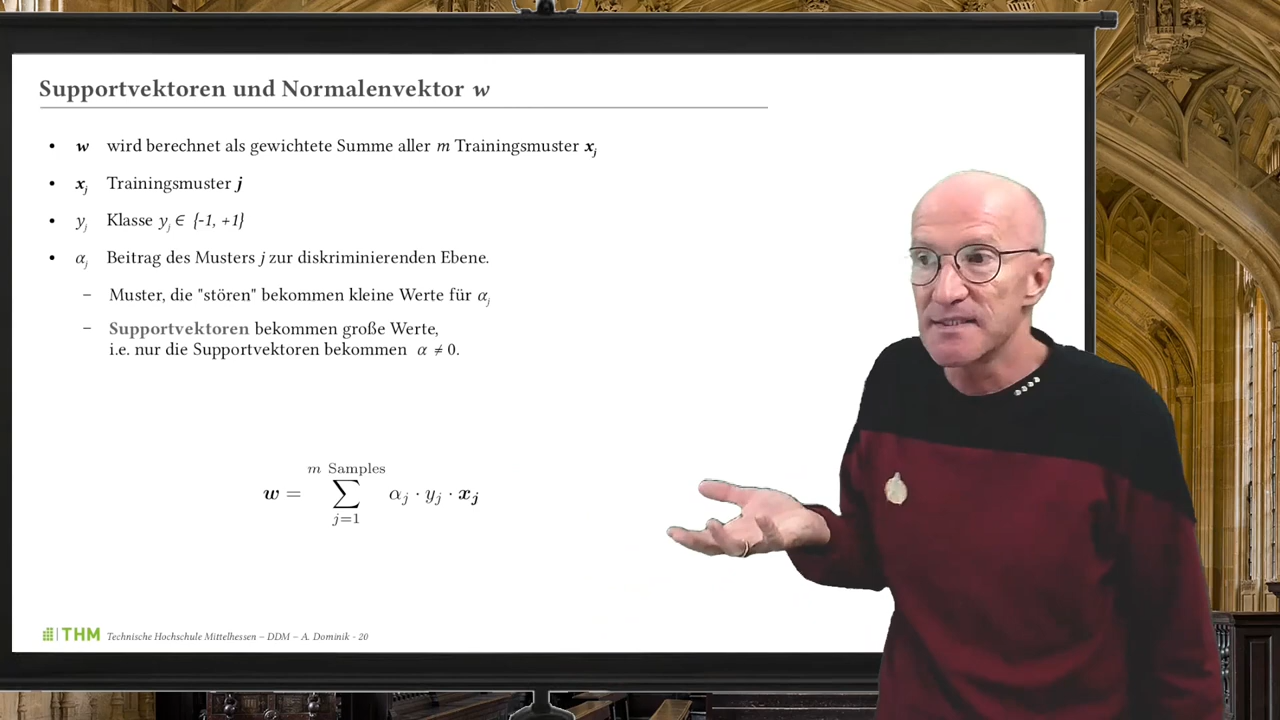 Supportvektoren und Normalenvektor w
• w wird berechnet als gewichtete Summe aller m Trainingsmuster x_j
• x_j Trainingsmuster j
• y_j Klasse y_j ∈ {-1, +1}
• α_j Beitrag des Musters j zur diskriminierenden Ebene.
– Muster, die "stören" bekommen kleine Werte für α_j
– Supportvektoren bekommen große Werte,
i.e. nur die Supportvektoren bekommen α ≠ 0.
m Samples
w = ∑ α_j · y_j · x_j
j=1
THM Technische Hochschule Mittelhessen – DDM – A. Dominik - 20